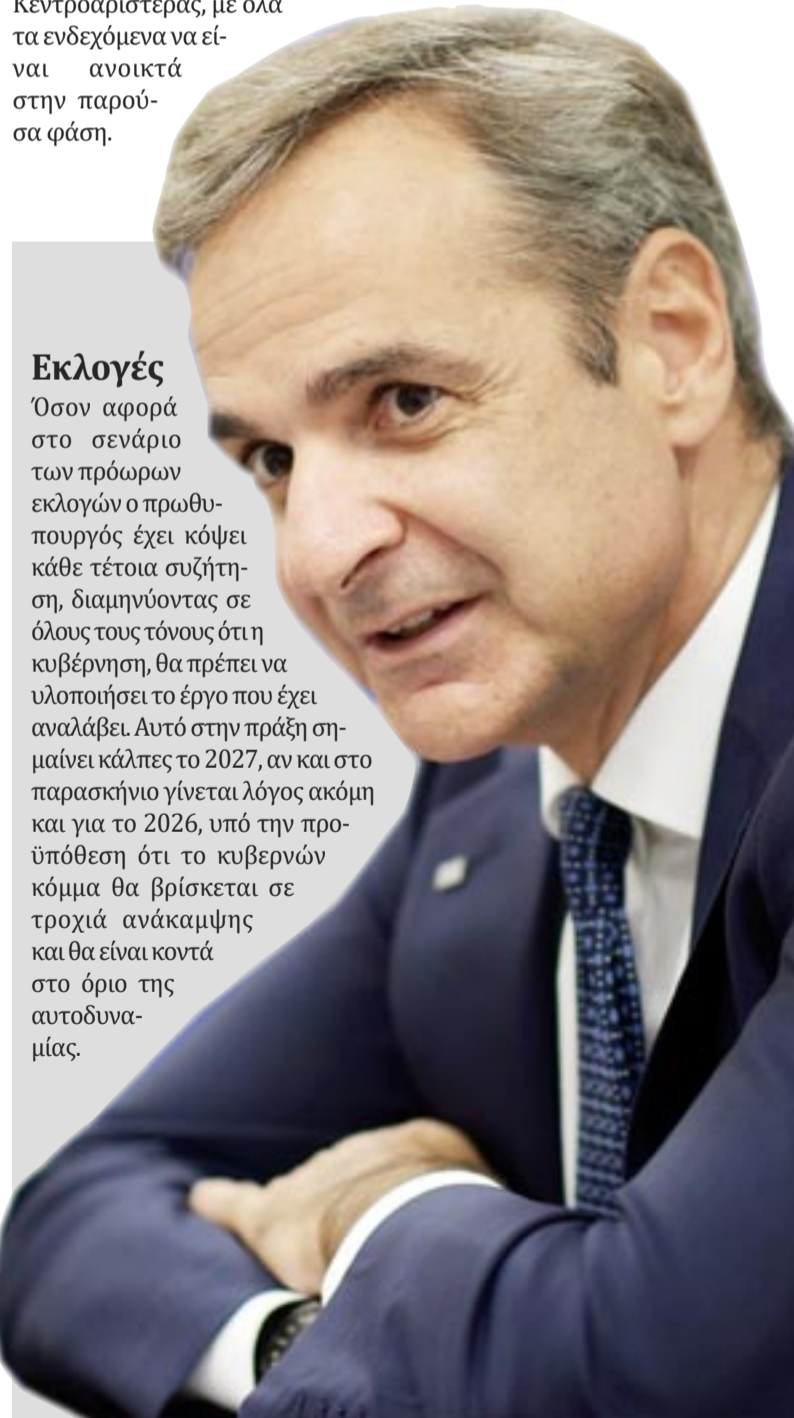 Κεντροαριστεράς, με όλα
τα ενδεχόμενα να εί-
ναι ανοικτά
στην παρού-
σα φάση.
Εκλογές
Όσον αφορά
στο σενάριο
των πρόωρων
εκλογών ο πρωθυ-
πουργός έχει κόψει
κάθε τέτοια συζήτη-
ση, διαμηνύοντας σε
όλους τους τόνους ότι η
κυβέρνηση, θα πρέπει να
υλοποιήσει το έργο που έχει
αναλάβει. Αυτό στην πράξη ση-
μαίνει κάλπες το 2027, αν και στο
παρασκήνιο γίνεται λόγος ακόμη
και για το 2026, υπό την προ-
ϋπόθεση ότι το κυβερνών
κόμμα θα βρίσκεται σε
τροχιά ανάκαμψης
και θα είναι κοντά
στο όριο της
αυτοδυνα-
μίας.